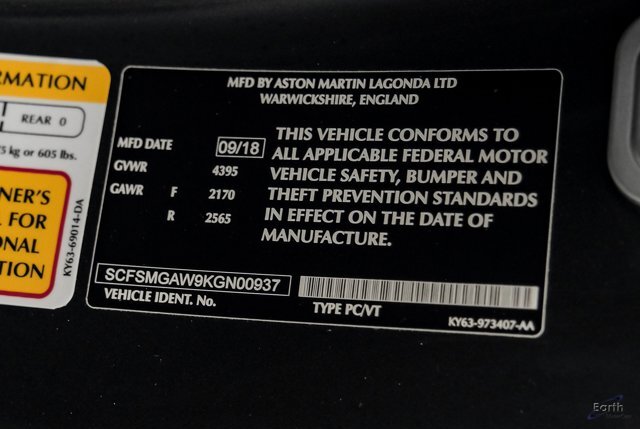 RMATION
REAR 0
5 kg or 605 lbs.
NER'S
L FOR
ONAL
ON
KY63-69014-DA
MFD BY ASTON MARTIN LAGONDA LTD
WARWICKSHIRE, ENGLAND
MFD DATE 09/18
GVWR 4395
GAWR F 2170
R 2565
THIS VEHICLE CONFORMS TO
ALL APPLICABLE FEDERAL MOTOR
VEHICLE SAFETY, BUMPER AND
THEFT PREVENTION STANDARDS
IN EFFECT ON THE DATE OF
MANUFACTURE.
SCFSMGAW9KGN00937
VEHICLE IDENT. No.
TYPE PC/VT
KY63-973407-AA
Earth